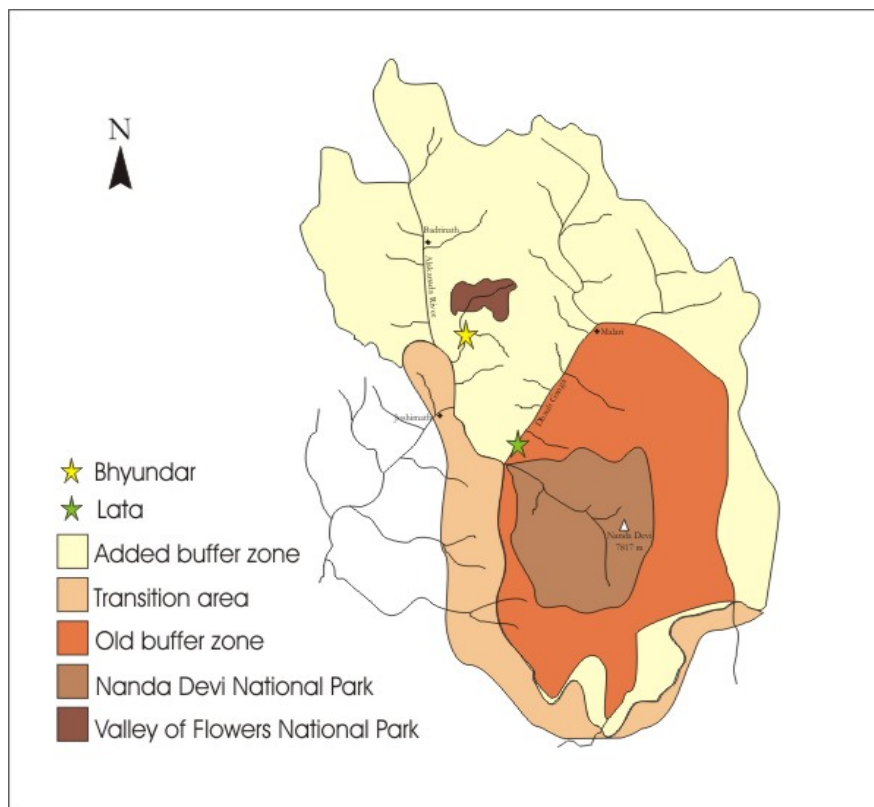 N
Badrinath
Alaknanda River
Malari
Dhauli Ganga
Joshimath
Nanda Devi
7817 m
Bhyundar
Lata
Added buffer zone
Transition area
Old buffer zone
Nanda Devi National Park
Valley of Flowers National Park